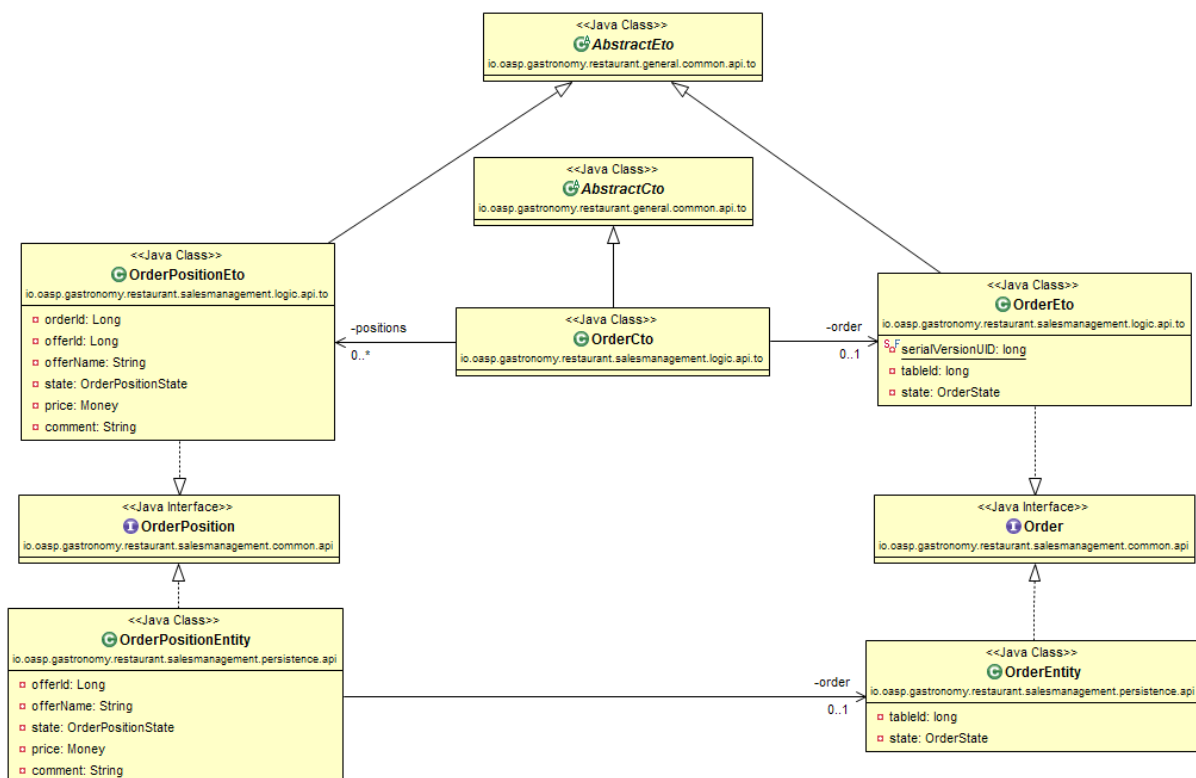 <<Java Class>>
AbstractEto
io.oasp.gastronomy.restaurant.general.common.api.to
<<Java Class>>
AbstractCto
io.oasp.gastronomy.restaurant.general.common.api.to
<<Java Class>>
OrderPositionEto
io.oasp.gastronomy.restaurant.salesmanagement.logic.api.to
orderId: Long
offerId: Long
offerName: String
state: OrderPositionState
price: Money
comment: String
-positions
0..*
<<Java Class>>
OrderCto
io.oasp.gastronomy.restaurant.salesmanagement.logic.api.to
-order
0..1
<<Java Class>>
OrderEto
io.oasp.gastronomy.restaurant.salesmanagement.logic.api.to
serialVersionUID: long
tableId: long
state: OrderState
<<Java Interface>>
OrderPosition
io.oasp.gastronomy.restaurant.salesmanagement.common.api
<<Java Interface>>
Order
io.oasp.gastronomy.restaurant.salesmanagement.common.api
<<Java Class>>
OrderPositionEntity
io.oasp.gastronomy.restaurant.salesmanagement.persistence.api
offerId: Long
offerName: String
state: OrderPositionState
price: Money
comment: String
-order
0..1
<<Java Class>>
OrderEntity
io.oasp.gastronomy.restaurant.salesmanagement.persistence.api
tableId: long
state: OrderState